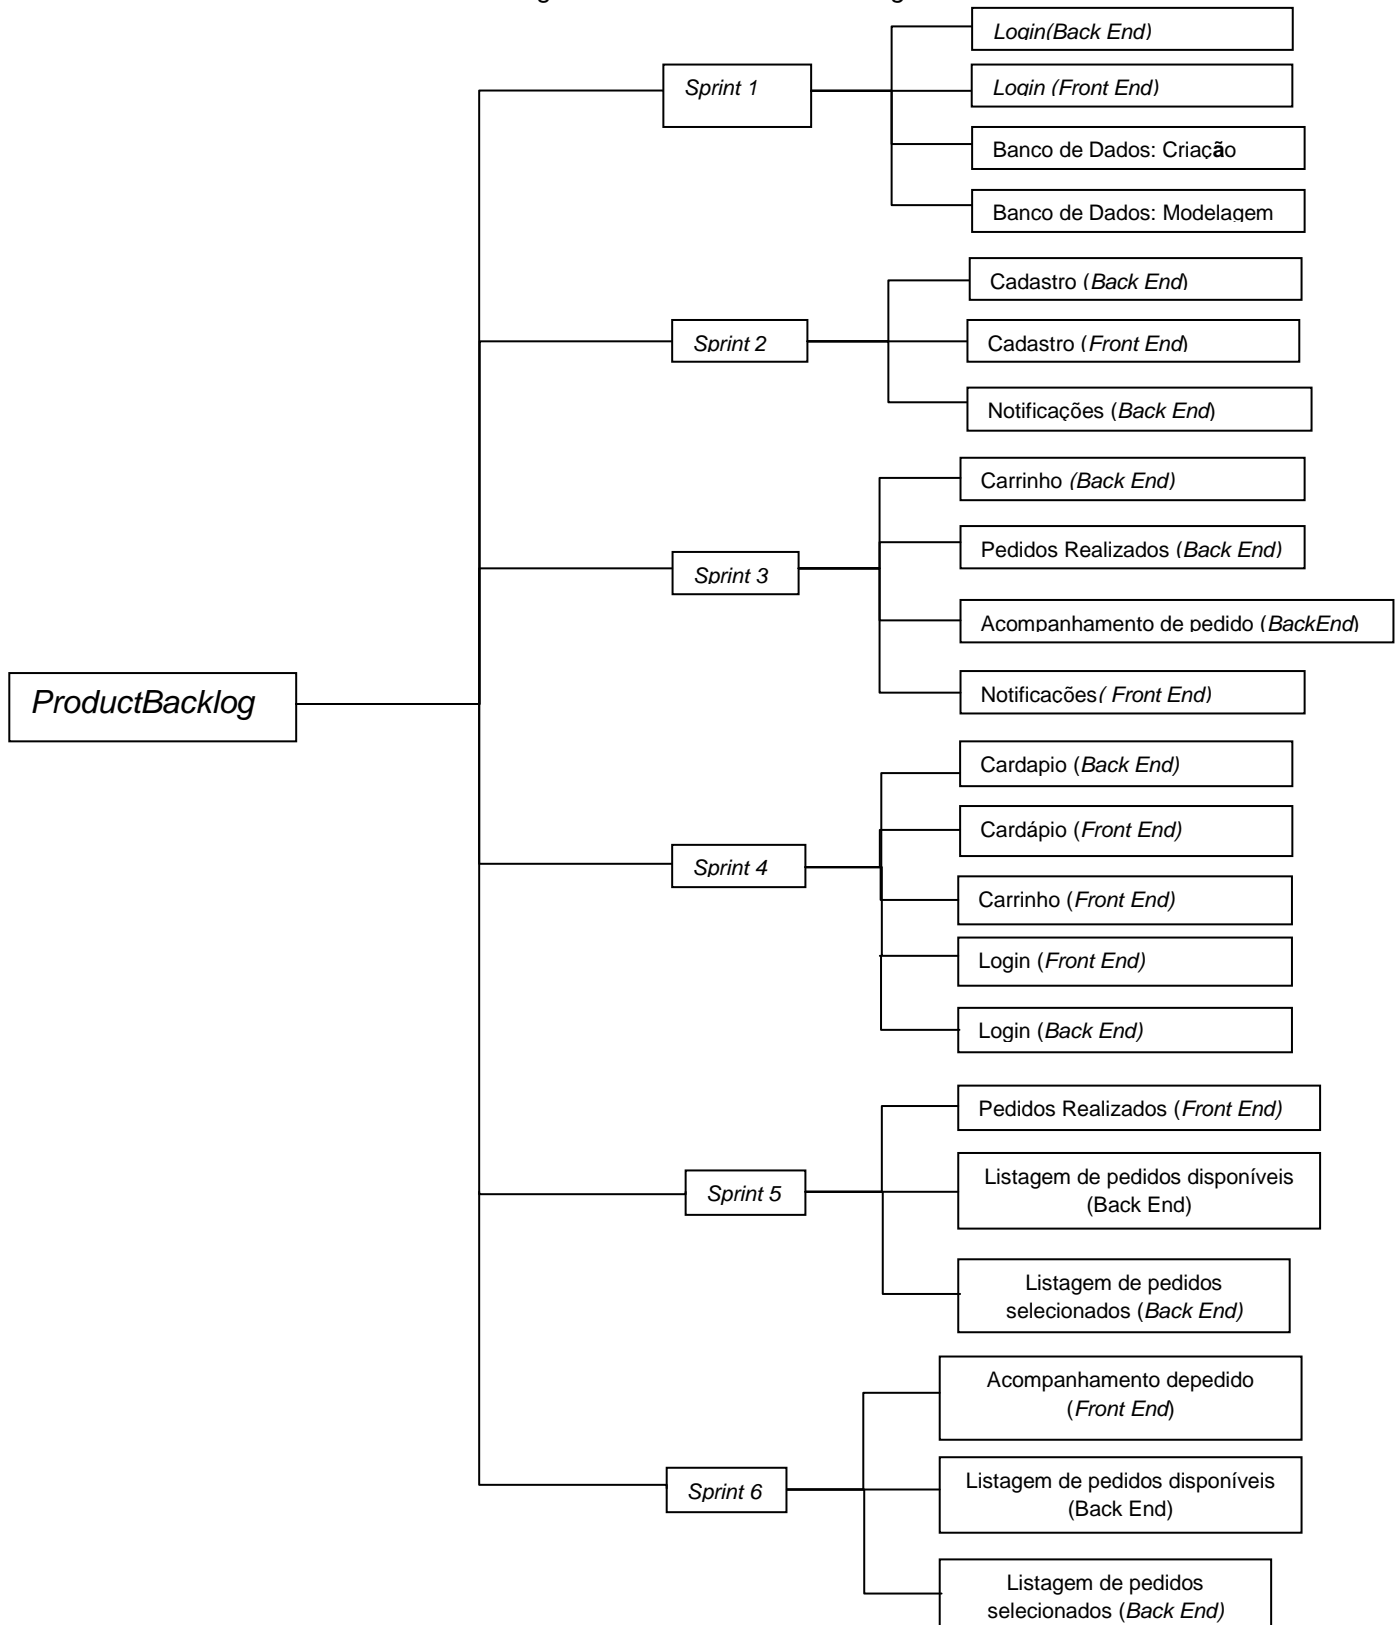 Login(Back End)
Sprint 1
Login (Front End)
Banco de Dados: Criação
Banco de Dados: Modelagem
Cadastro (Back End)
Sprint 2
Cadastro (Front End)
Notificações (Back End)
Carrinho (Back End)
Pedidos Realizados (Back End)
Sprint 3
Acompanhamento de pedido (BackEnd)
Notificações( Front End)
ProductBacklog
Cardapio (Back End)
Cardápio (Front End)
Sprint 4
Carrinho (Front End)
Login (Front End)
Login (Back End)
Pedidos Realizados (Front End)
Listagem de pedidos disponíveis
(Back End)
Sprint 5
Listagem de pedidos
selecionados (Back End)
Acompanhamento depedido
(Front End)
Listagem de pedidos disponíveis
(Back End)
Sprint 6
Listagem de pedidos
selecionados (Back End)